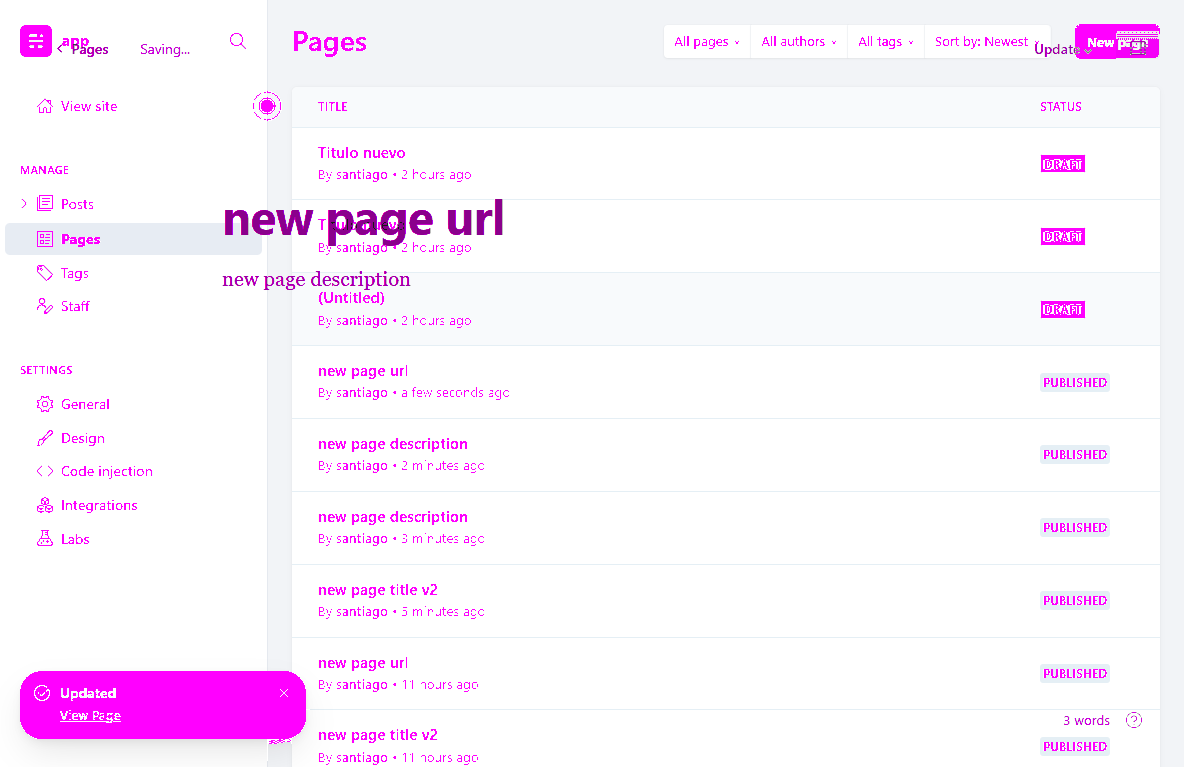 app
Pages
Saving...
Pages
All pages
All authors
All tags
Sort by: Newest
Update
New page
View site
MANAGE
Posts
Pages
Tags
Staff
SETTINGS
General
Design
Code injection
Integrations
Labs
TITLE
STATUS
Titulo nuevo
By santiago • 2 hours ago
DRAFT
new page url
By santiago • 2 hours ago
DRAFT
new page description
(Untitled)
By santiago • 2 hours ago
DRAFT
new page url
By santiago • a few seconds ago
PUBLISHED
new page description
By santiago • 2 minutes ago
PUBLISHED
new page description
By santiago • 3 minutes ago
PUBLISHED
new page title v2
By santiago • 5 minutes ago
PUBLISHED
new page url
By santiago • 11 hours ago
PUBLISHED
new page title v2
By santiago • 11 hours ago
PUBLISHED
3 words
Updated
View Page